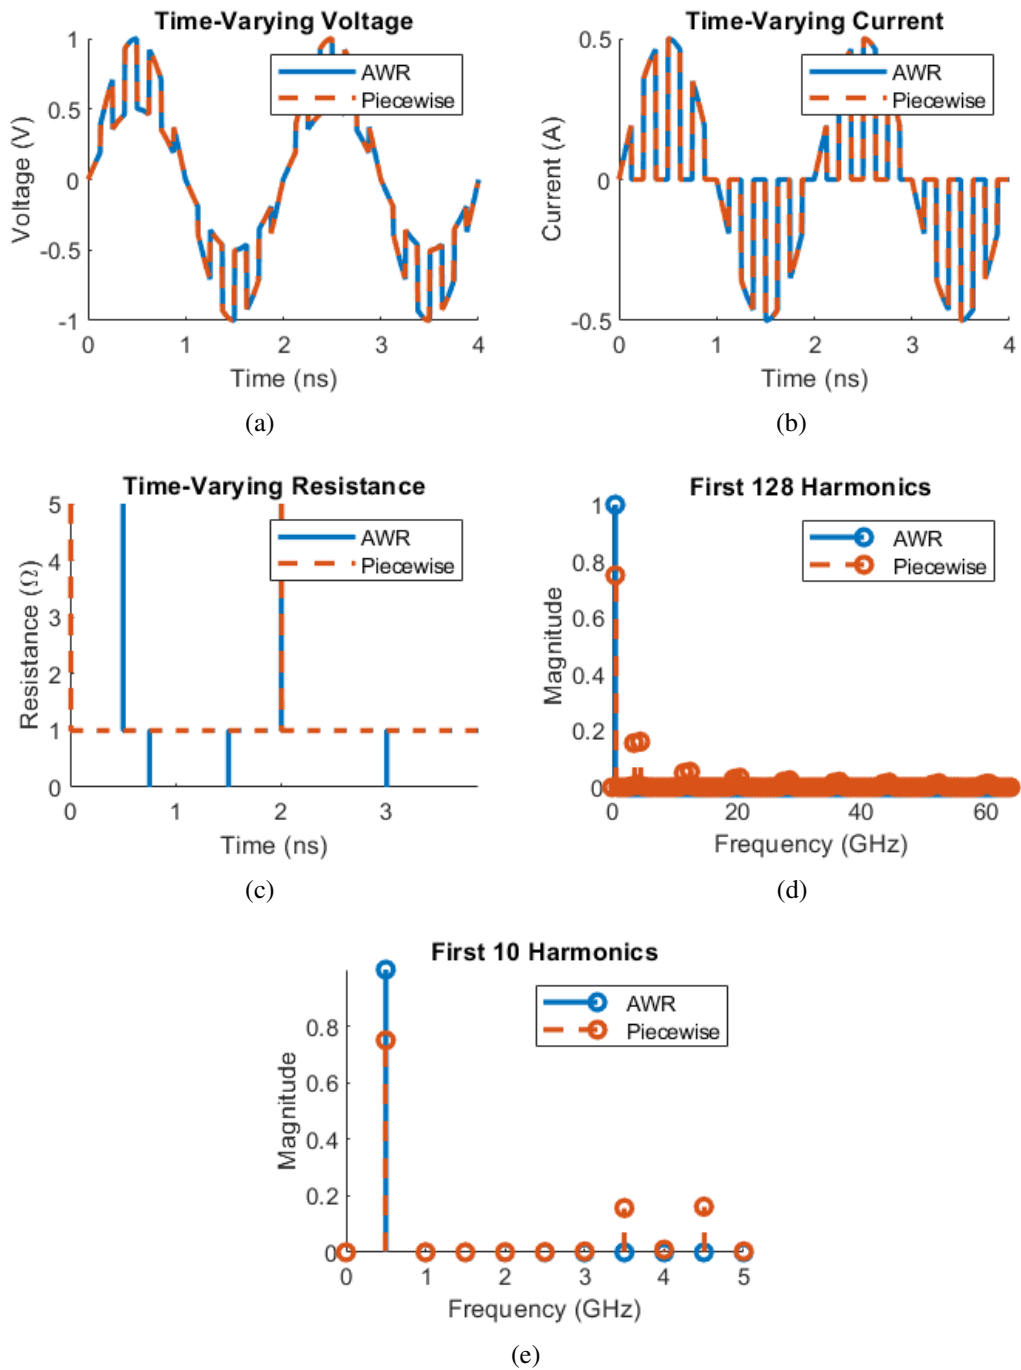 Time-Varying Voltage
1
0.5
0
-0.5
-1
Voltage (V)
AWR
Piecewise
0 1 2 3 4
Time (ns)
(a)
Time-Varying Current
0.5
0
-0.5
Current (A)
AWR
Piecewise
0 1 2 3 4
Time (ns)
(b)
Time-Varying Resistance
5
4
3
2
1
0
Resistance (Ω)
AWR
Piecewise
0 1 2 3
Time (ns)
(c)
First 128 Harmonics
1
0.8
0.6
0.4
0.2
0
Magnitude
AWR
Piecewise
0 20 40 60
Frequency (GHz)
(d)
First 10 Harmonics
0.8
0.6
0.4
0.2
0
Magnitude
AWR
Piecewise
0 1 2 3 4 5
Frequency (GHz)
(e)